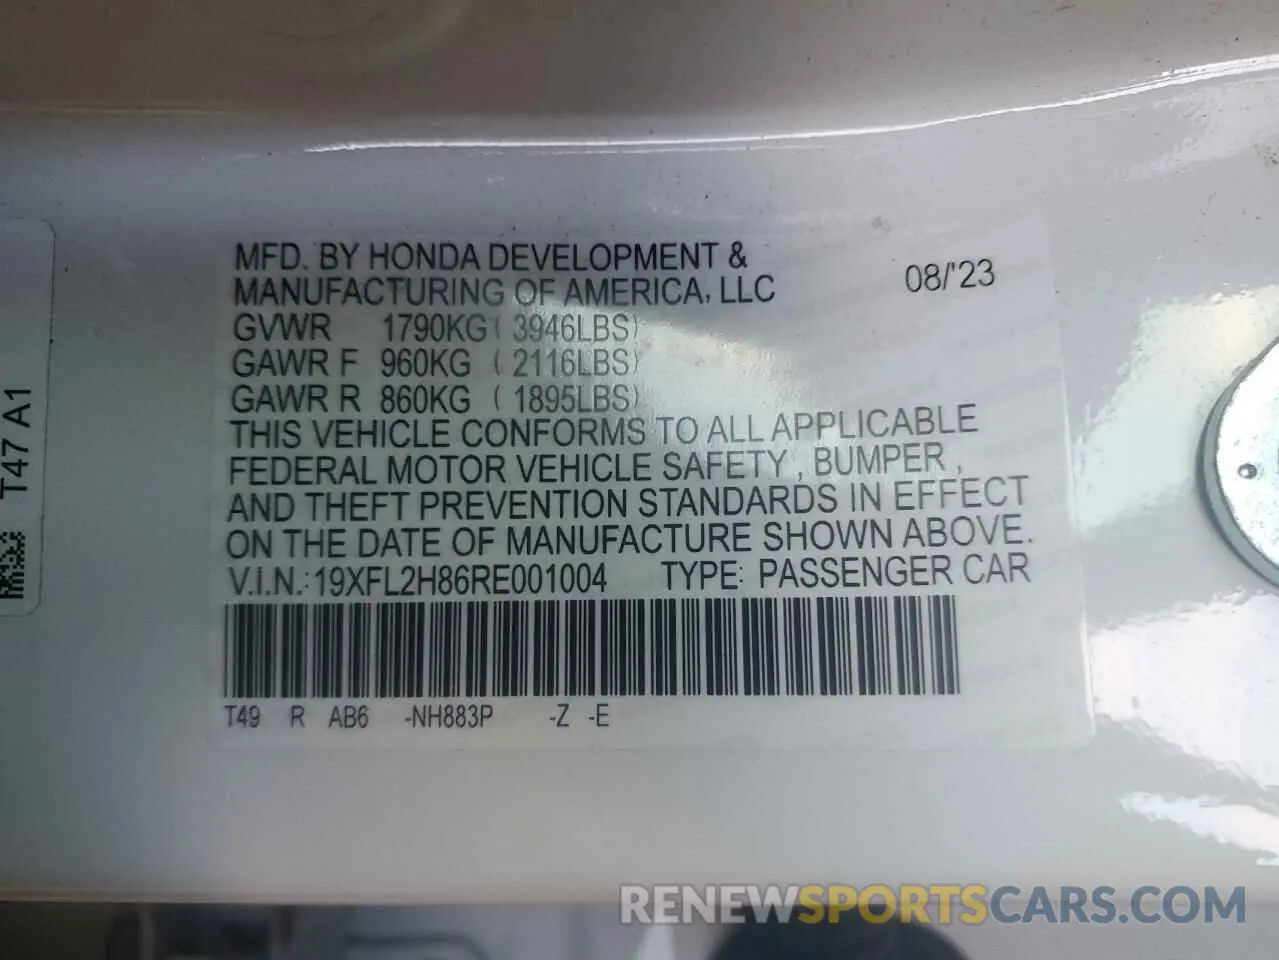 MFD. BY HONDA DEVELOPMENT &
MANUFACTURING OF AMERICA, LLC 08/'23
GVWR 1790KG ( 3946LBS)
GAWR F 960KG ( 2116LBS)
GAWR R 860KG ( 1895LBS)
THIS VEHICLE CONFORMS TO ALL APPLICABLE
FEDERAL MOTOR VEHICLE SAFETY , BUMPER ,
AND THEFT PREVENTION STANDARDS IN EFFECT
ON THE DATE OF MANUFACTURE SHOWN ABOVE.
V.I.N.: 19XFL2H86RE001004 TYPE: PASSENGER CAR
T49 R AB6 -NH883P -Z -E
T47 A1
RENEWSPORTSCARS.COM